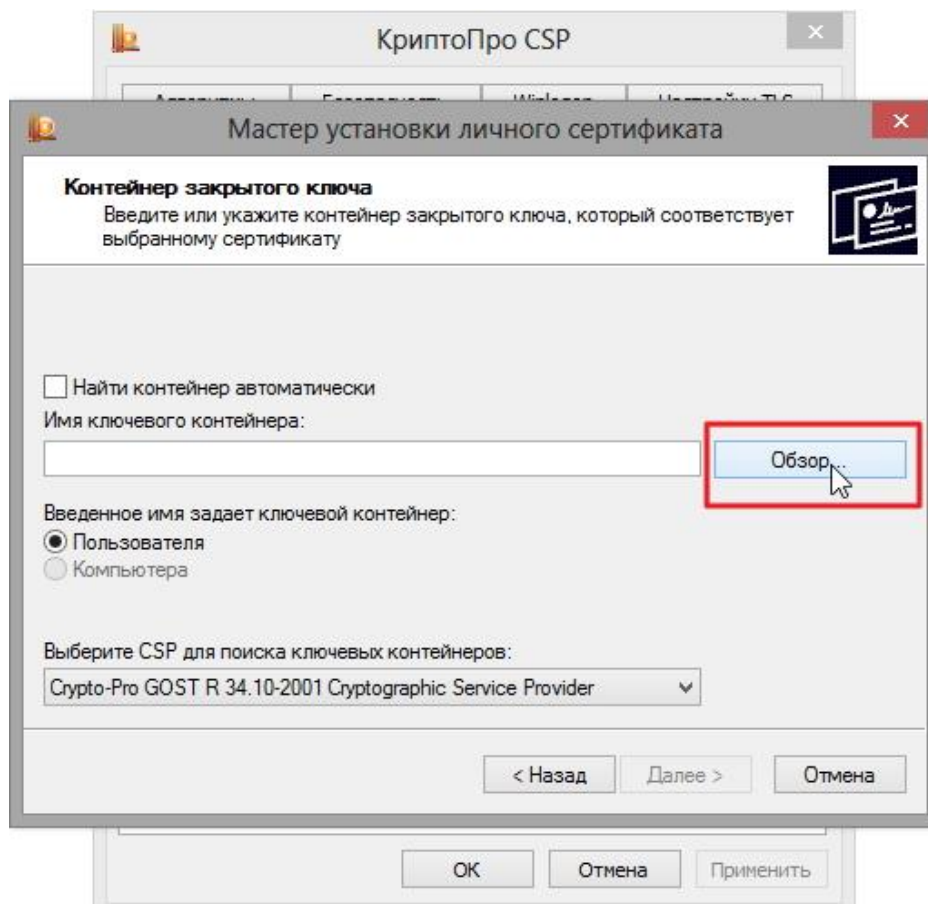 КриптоПро CSP
Мастер установки личного сертификата
Контейнер закрытого ключа
Введите или укажите контейнер закрытого ключа, который соответствует
выбранному сертификату
Найти контейнер автоматически
Имя ключевого контейнера:
Обзор...
Введенное имя задает ключевой контейнер:
Пользователя
Компьютера
Выберите CSP для поиска ключевых контейнеров:
Crypto-Pro GOST R 34.10-2001 Cryptographic Service Provider
< Назад
Далее >
Отмена
ОК
Отмена
Применить